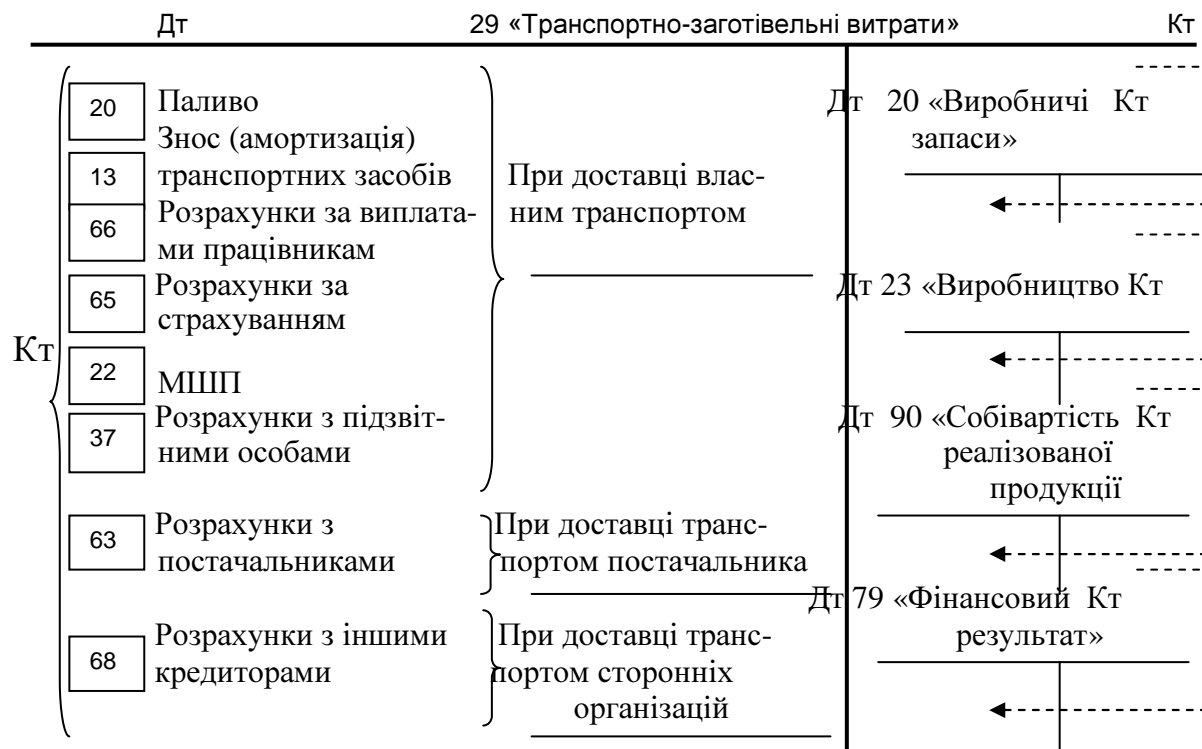 Дт 29 «Транспортно-заготівельні витрати» Кт
Кт
20 Паливо
Знос (амортизація)
13 транспортних засобів
66 Розрахунки за виплата-
ми працівникам
65 Розрахунки за
страхуванням
22 МШП
37 Розрахунки з підзвіт-
ними особами
63 Розрахунки з
постачальниками
68 Розрахунки з іншими
кредиторами
При доставці влас-
ним транспортом
При доставці транс-
портом постачальника
При доставці транс-
портом сторонніх
організацій
Дт 20 «Виробничі Кт
запаси»
Дт 23 «Виробництво Кт
Дт 90 «Собівартість Кт
реалізованої
продукції
Дт 79 «Фінансовий Кт
результат»